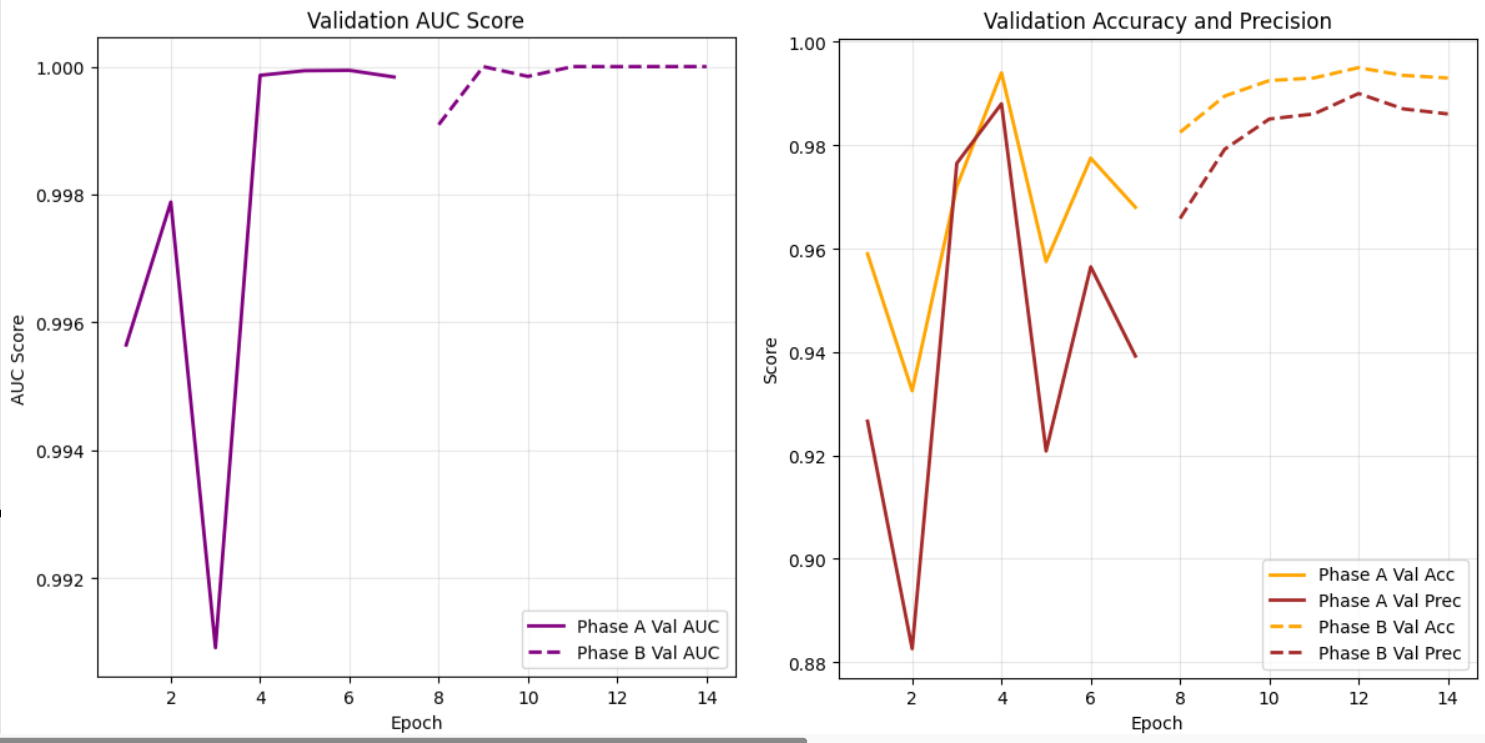 Validation AUC Score
1.000
0.998
0.996
0.994
0.992
AUC Score
2 4 6 8 10 12 14
Epoch
Phase A Val AUC
Phase B Val AUC
Validation Accuracy and Precision
1.00
0.98
0.96
0.94
0.92
0.90
0.88
Score
2 4 6 8 10 12 14
Epoch
Phase A Val Acc
Phase A Val Prec
Phase B Val Acc
Phase B Val Prec